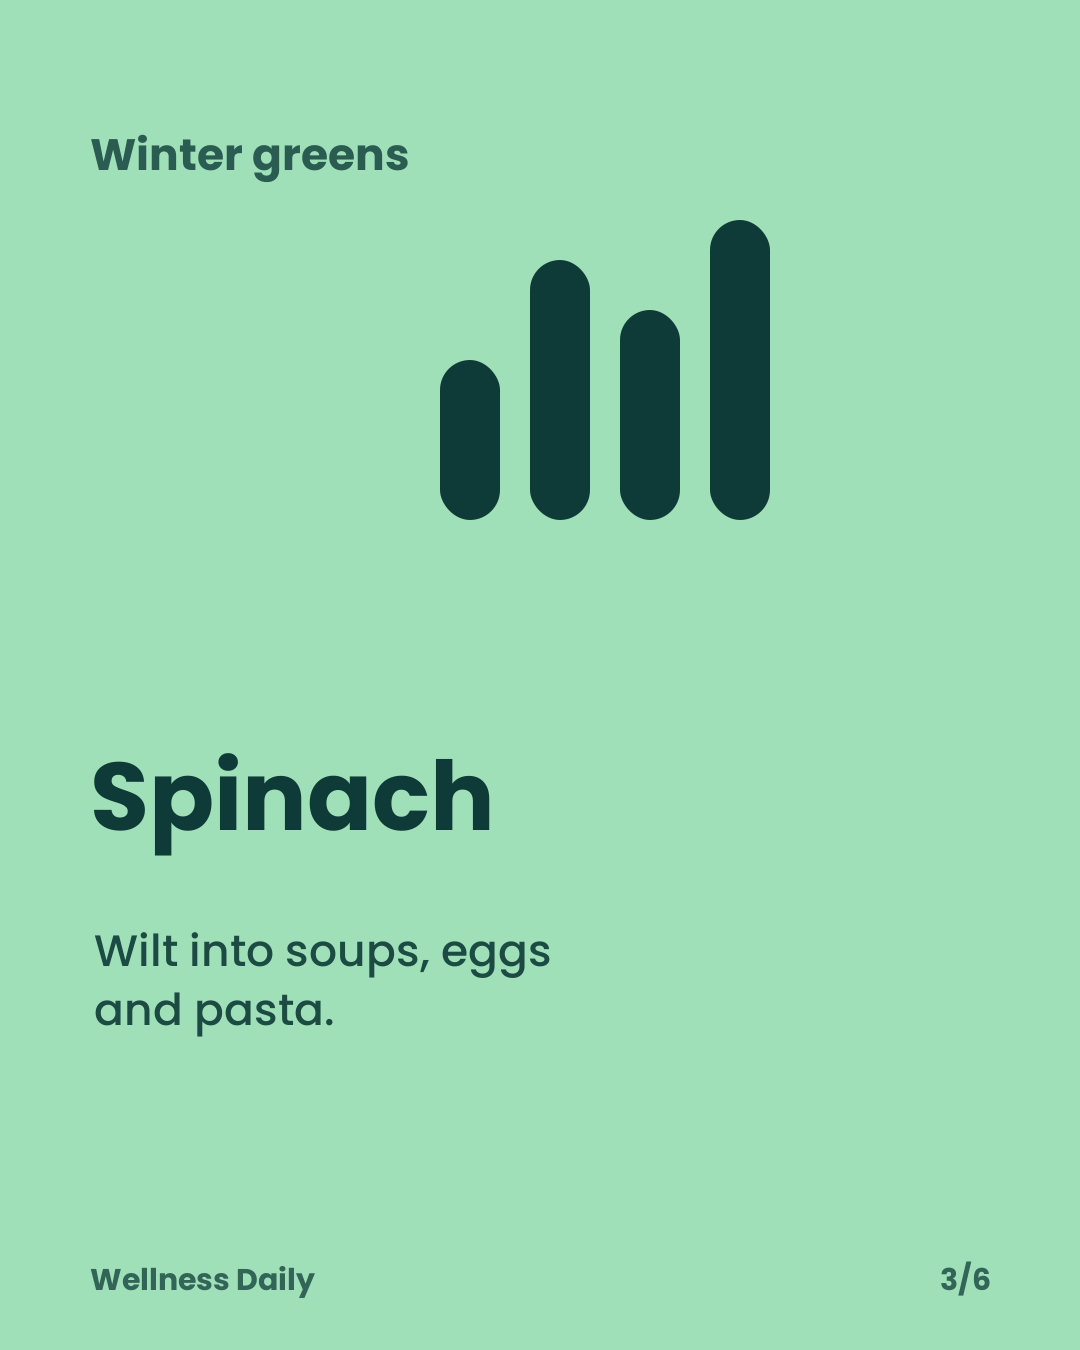 Winter greens
Spinach
Wilt into soups, eggs
and pasta.
Wellness Daily
3/6